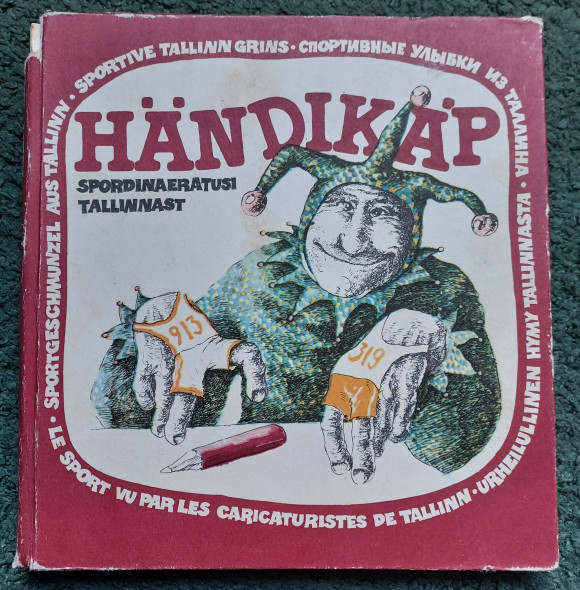 SPORTIVE TALLINN GRINS • СПОРТИВНЫЕ УЛЫБКИ ИЗ ТАЛЛИНА •
URHEILULLINEN HYMY TALLINNASTA •
LE SPORT VU PAR LES CARICATURISTES DE TALLINN •
SPORTGESCHMUNZEL AUS TALLINN •
HÄNDIKÄP
SPORDINAERATUSI
TALLINNAST
913
319